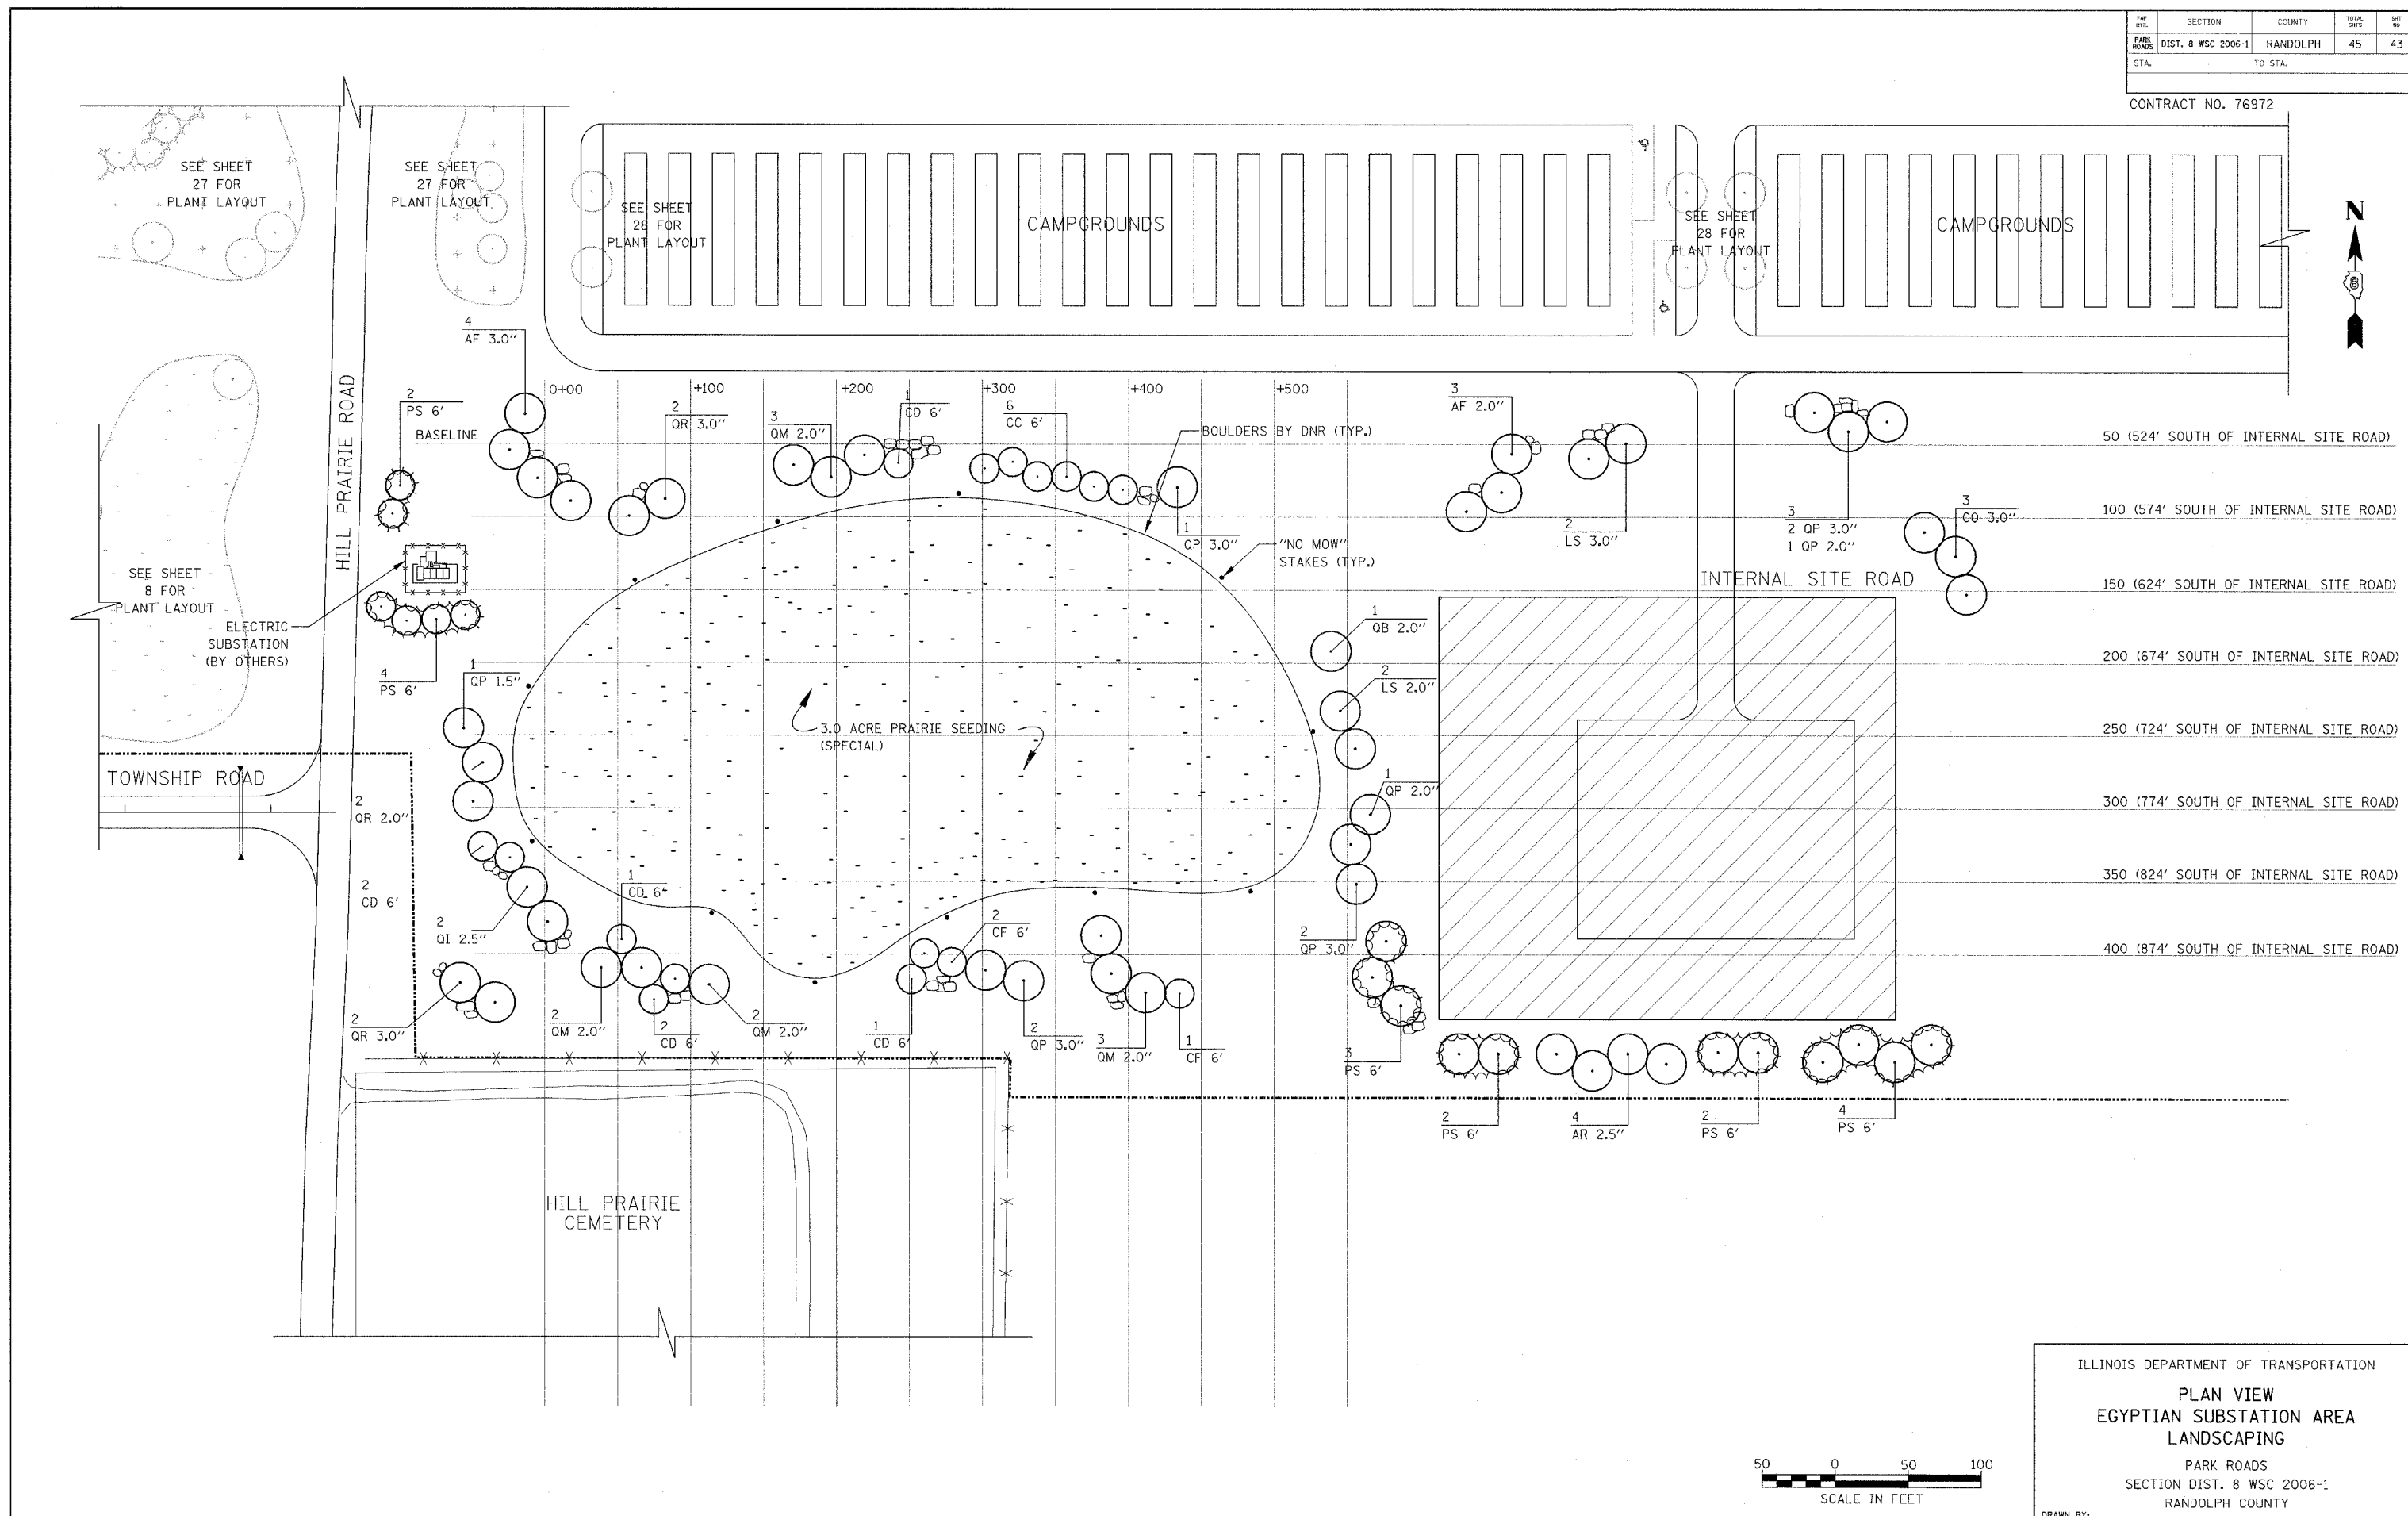 FAP RTE. SECTION COUNTY TOTAL SHTS SHT NO
PARK ROADS DIST. 8 WSC 2006-1 RANDOLPH 45 43
STA. TO STA.
CONTRACT NO. 76972
SEE SHEET
27 FOR
PLANT LAYOUT
SEE SHEET
27 FOR
PLANT LAYOUT
SEE SHEET
28 FOR
PLANT LAYOUT
CAMPGROUNDS
SEE SHEET
28 FOR
PLANT LAYOUT
CAMPGROUNDS
N
4
AF 3.0"
2
PS 6'
BASELINE
HILL PRAIRIE ROAD
0+00
+100
+200
+300
+400
+500
2
QR 3.0"
3
QM 2.0"
1
CD 6'
6
CC 6'
BOULDERS BY DNR (TYP.)
1
QP 3.0"
"NO MOW"
STAKES (TYP.)
3
AF 2.0"
2
LS 3.0"
3
2 QP 3.0"
1 QP 2.0"
3
CO 3.0"
INTERNAL SITE ROAD
50 (524' SOUTH OF INTERNAL SITE ROAD)
100 (574' SOUTH OF INTERNAL SITE ROAD)
150 (624' SOUTH OF INTERNAL SITE ROAD)
200 (674' SOUTH OF INTERNAL SITE ROAD)
250 (724' SOUTH OF INTERNAL SITE ROAD)
300 (774' SOUTH OF INTERNAL SITE ROAD)
350 (824' SOUTH OF INTERNAL SITE ROAD)
400 (874' SOUTH OF INTERNAL SITE ROAD)
SEE SHEET
8 FOR
PLANT LAYOUT
ELECTRIC
SUBSTATION
(BY OTHERS)
4
PS 6'
1
QP 1.5"
1
QB 2.0"
2
LS 2.0"
3.0 ACRE PRAIRIE SEEDING
(SPECIAL)
TOWNSHIP ROAD
2
QR 2.0"
1
QP 2.0"
2
CD 6'
1
CD 6'
2
QI 2.5"
2
CF 6'
2
QP 3.0"
2
QR 3.0"
2
QM 2.0"
2
CD 6'
2
QM 2.0"
1
CD 6'
2
QP 3.0"
3
QM 2.0"
1
CF 6'
3
PS 6'
2
PS 6'
4
AR 2.5"
2
PS 6'
4
PS 6'
HILL PRAIRIE
CEMETERY
50 0 50 100
SCALE IN FEET
ILLINOIS DEPARTMENT OF TRANSPORTATION
PLAN VIEW
EGYPTIAN SUBSTATION AREA
LANDSCAPING
PARK ROADS
SECTION DIST. 8 WSC 2006-1
RANDOLPH COUNTY
DRAWN BY: